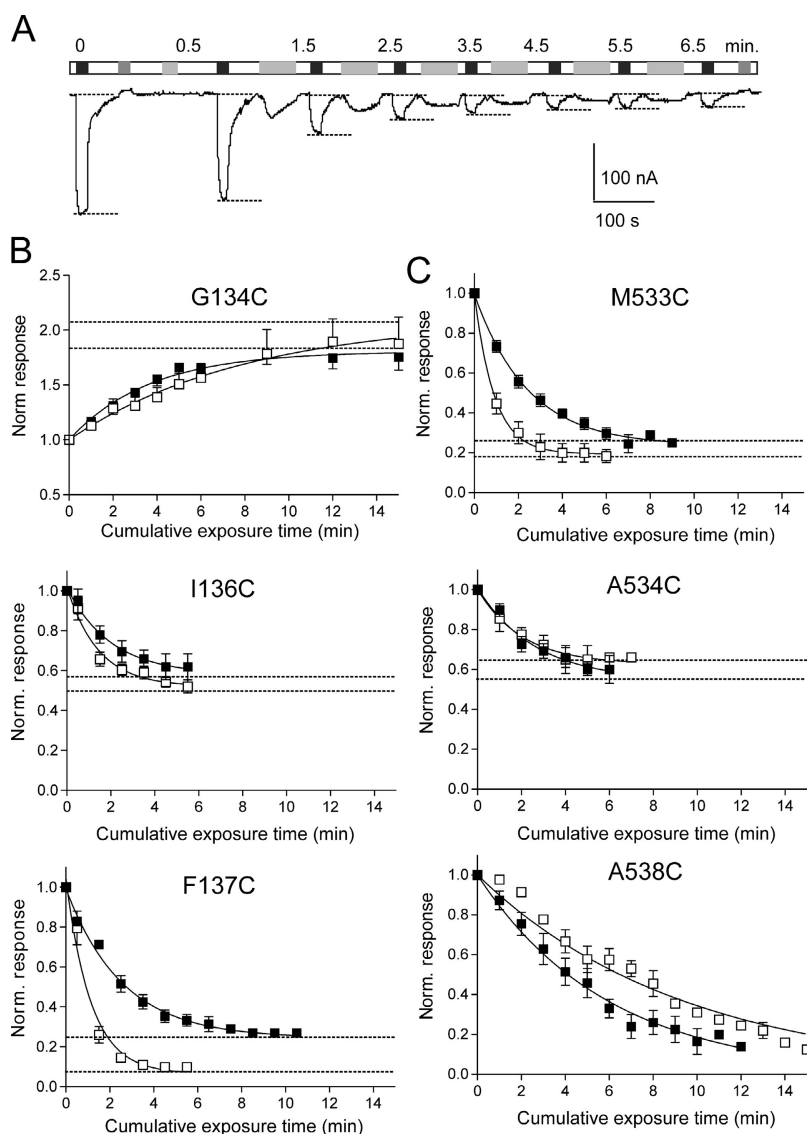 A
0 0.5 1.5 2.5 3.5 4.5 5.5 6.5 min.
100 nA
100 s
B
G134C
Norm response
2.5
2.0
1.5
1.0
0.5
0 2 4 6 8 10 12 14
Cumulative exposure time (min)
I136C
Norm. response
1.0
0.8
0.6
0.4
0.2
0.0
0 2 4 6 8 10 12 14
Cumulative exposure time (min)
F137C
Norm. response
1.0
0.8
0.6
0.4
0.2
0.0
0 2 4 6 8 10 12 14
Cumulative exposure time (min)
C
M533C
Norm. response
1.0
0.8
0.6
0.4
0.2
0.0
0 2 4 6 8 10 12 14
Cumulative exposure time (min)
A534C
Norm. response
1.0
0.8
0.6
0.4
0.2
0.0
0 2 4 6 8 10 12 14
Cumulative exposure time (min)
A538C
Norm. response
1.0
0.8
0.6
0.4
0.2
0.0
0 2 4 6 8 10 12 14
Cumulative exposure time (min)